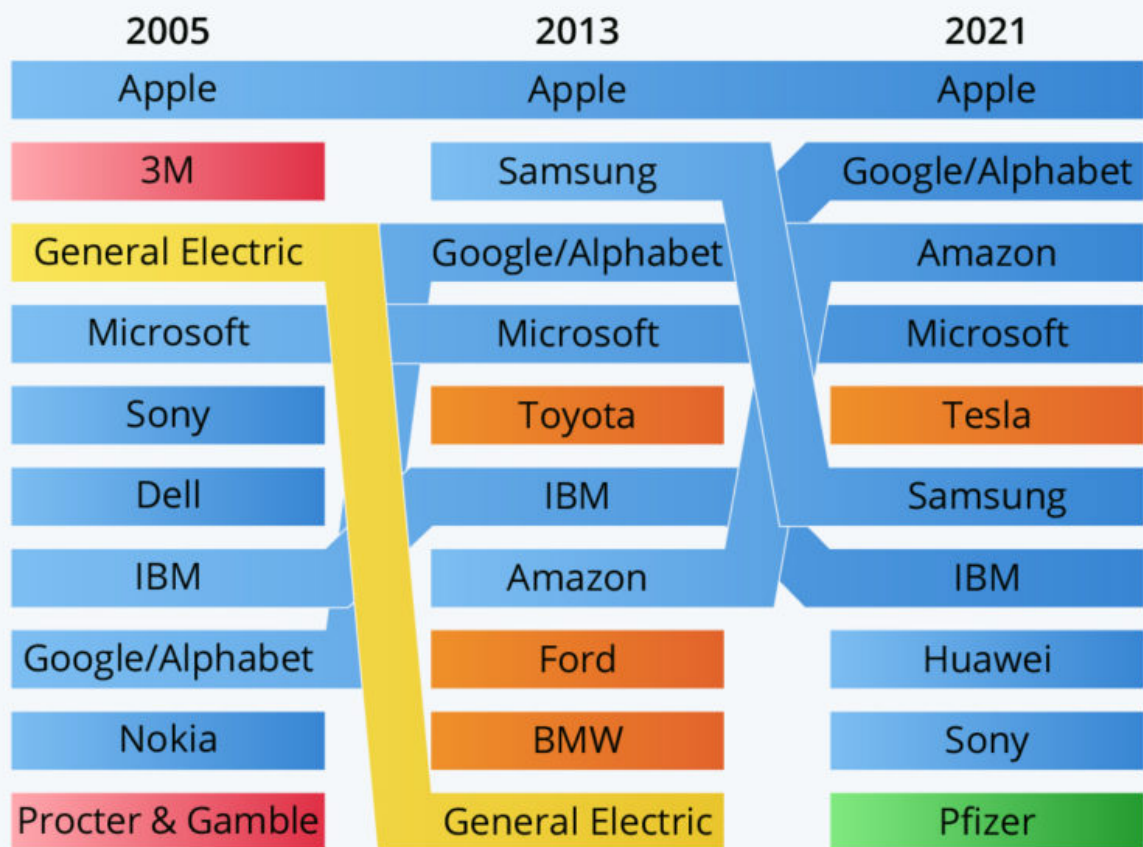 2005 2013 2021
Apple Apple Apple
3M Samsung Google/Alphabet
General Electric Google/Alphabet Amazon
Microsoft Microsoft Microsoft
Sony Toyota Tesla
Dell IBM Samsung
IBM Amazon IBM
Google/Alphabet Ford Huawei
Nokia BMW Sony
Procter & Gamble General Electric Pfizer